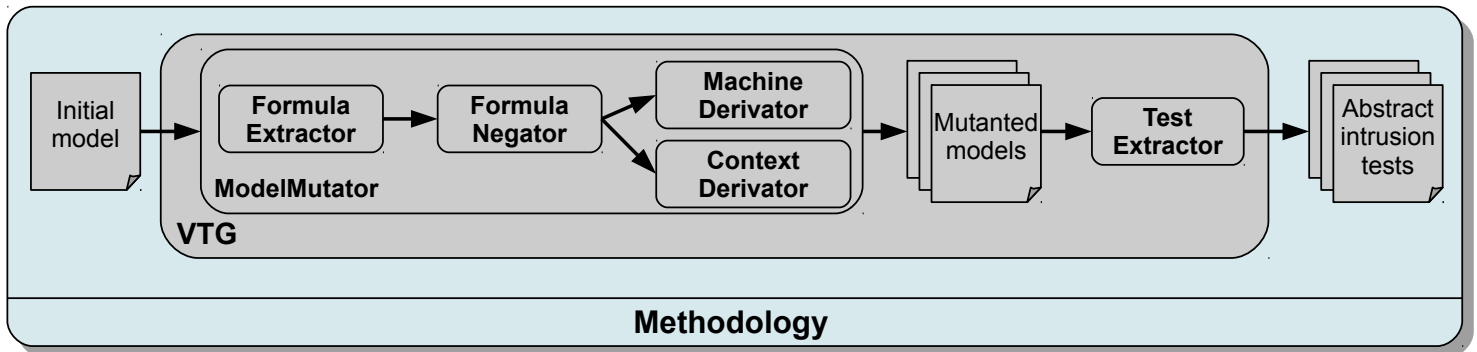 Initial
model
Formula
Extractor
Formula
Negator
Machine
Derivator
Context
Derivator
ModelMutator
VTG
Mutanted
models
Test
Extractor
Abstract
intrusion
tests
Methodology